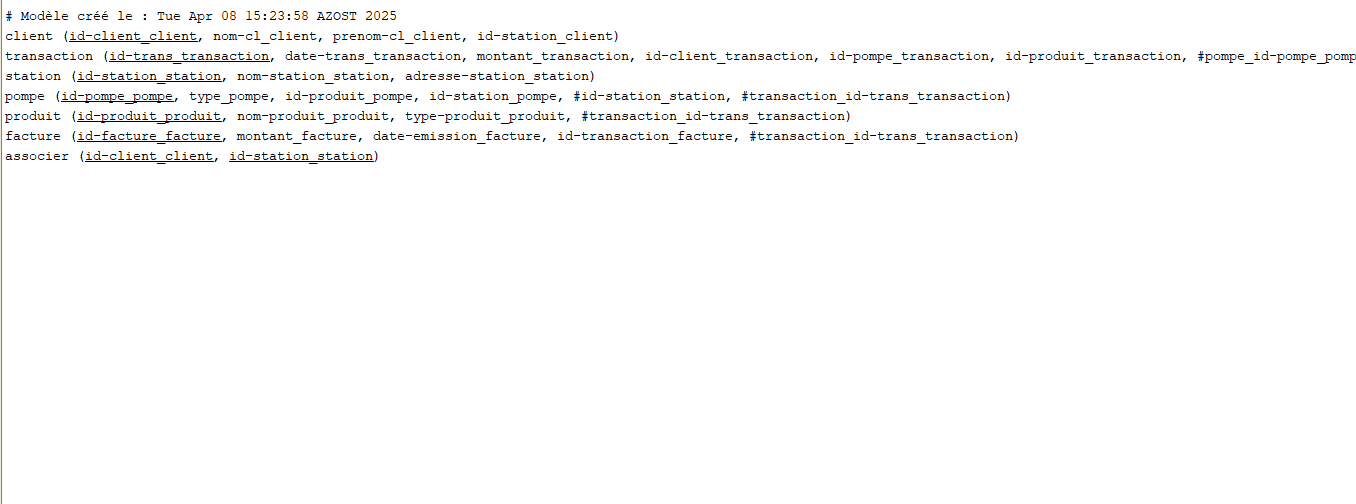 # Modèle créé le : Tue Apr 08 15:23:58 AZOST 2025
client (id-client_client, nom-cl_client, prenom-cl_client, id-station_client)
transaction (id-trans_transaction, date-trans_transaction, montant_transaction, id-client_transaction, id-pompe_transaction, id-produit_transaction, #pompe_id-pompe_pomp
station (id-station_station, nom-station_station, adresse-station_station)
pompe (id-pompe_pompe, type_pompe, id-produit_pompe, id-station_pompe, #id-station_station, #transaction_id-trans_transaction)
produit (id-produit_produit, nom-produit_produit, type-produit_produit, #transaction_id-trans_transaction)
facture (id-facture_facture, montant_facture, date-emission_facture, id-transaction_facture, #transaction_id-trans_transaction)
associer (id-client_client, id-station_station)